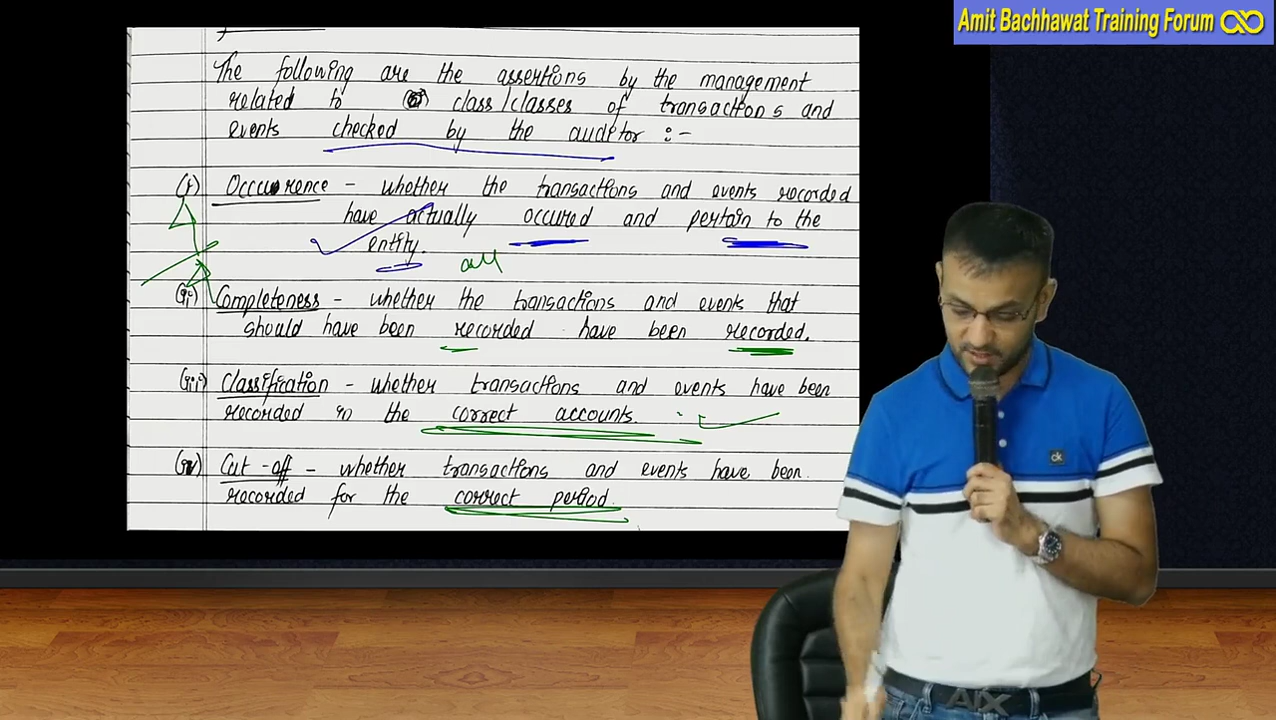 Amit Bachhawat Training Forum
The following are the assertions by the management
related to class/classes of transactions and
events checked by the auditor :-
(i) Occurrence - whether the transactions and events recorded
have actually occured and pertain to the
entity.
all
(ii) Completeness - whether the transactions and events that
should have been recorded have been recorded.
(iii) Classification - whether transactions and events have been
recorded in the correct accounts.
(iv) Cut-off - whether transactions and events have been
recorded for the correct period.
ck
AIX